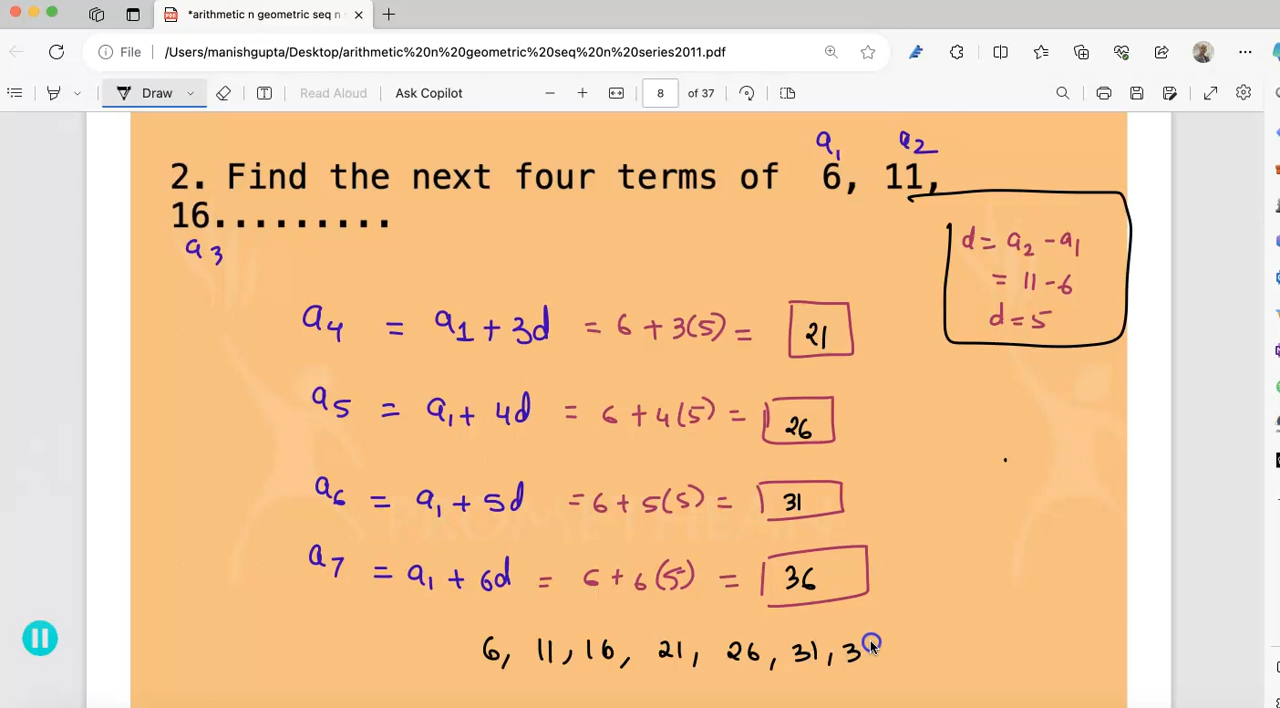 *arithmetic n geometric seq n
File /Users/manishgupta/Desktop/arithmetic%20n%20geometric%20seq%20n%20series2011.pdf
Draw Read Aloud Ask Copilot 8 of 37
a1 a2
2. Find the next four terms of 6, 11,
16.........
a3
d = a2 - a1
= 11 - 6
d = 5
a4 = a1 + 3d = 6 + 3(5) = 21
a5 = a1 + 4d = 6 + 4(5) = 26
a6 = a1 + 5d = 6 + 5(5) = 31
a7 = a1 + 6d = 6 + 6(5) = 36
6, 11, 16, 21, 26, 31, 3